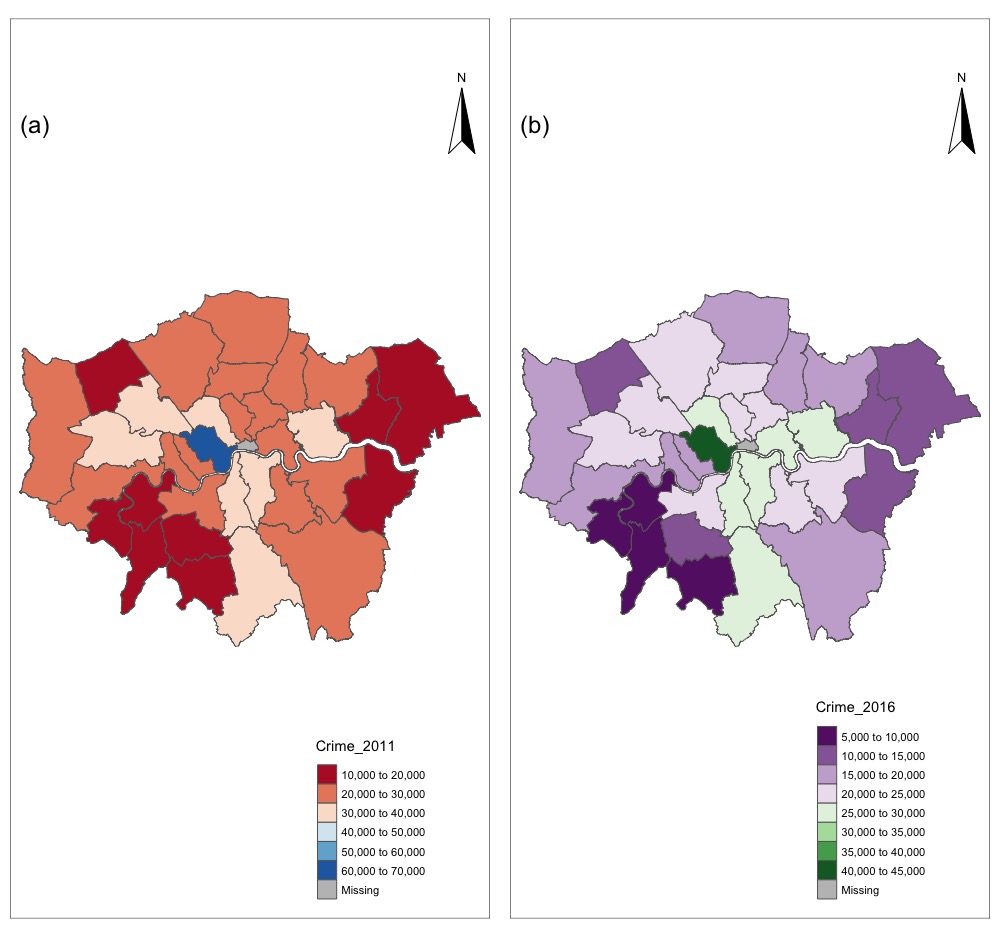 N
(a)
Crime_2011
10,000 to 20,000
20,000 to 30,000
30,000 to 40,000
40,000 to 50,000
50,000 to 60,000
60,000 to 70,000
Missing
N
(b)
Crime_2016
5,000 to 10,000
10,000 to 15,000
15,000 to 20,000
20,000 to 25,000
25,000 to 30,000
30,000 to 35,000
35,000 to 40,000
40,000 to 45,000
Missing